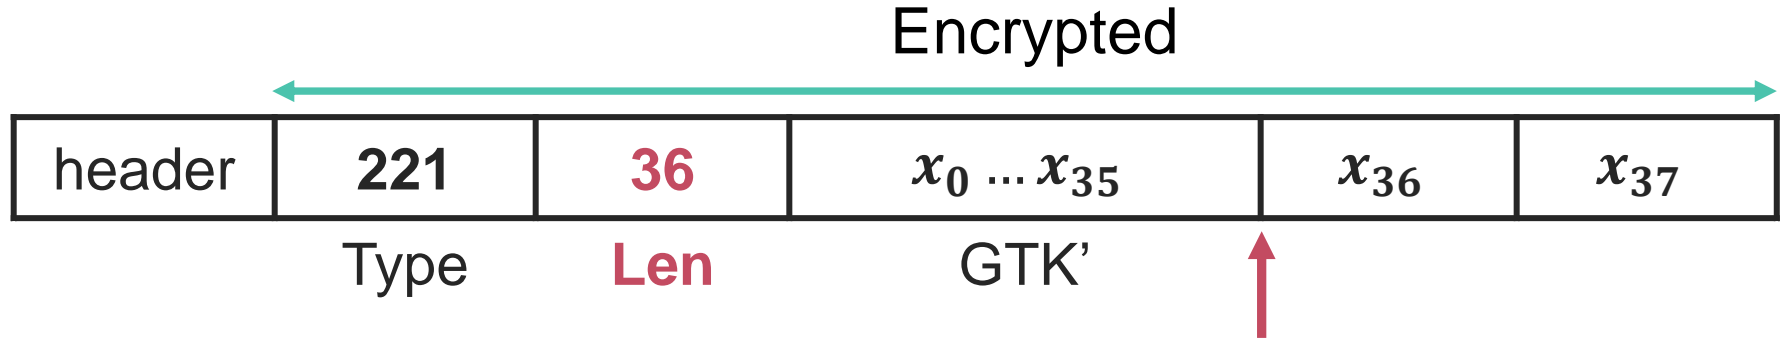 Encrypted
header 221 36 x₀ ... x₃₅ x₃₆ x₃₇
Type Len GTK’